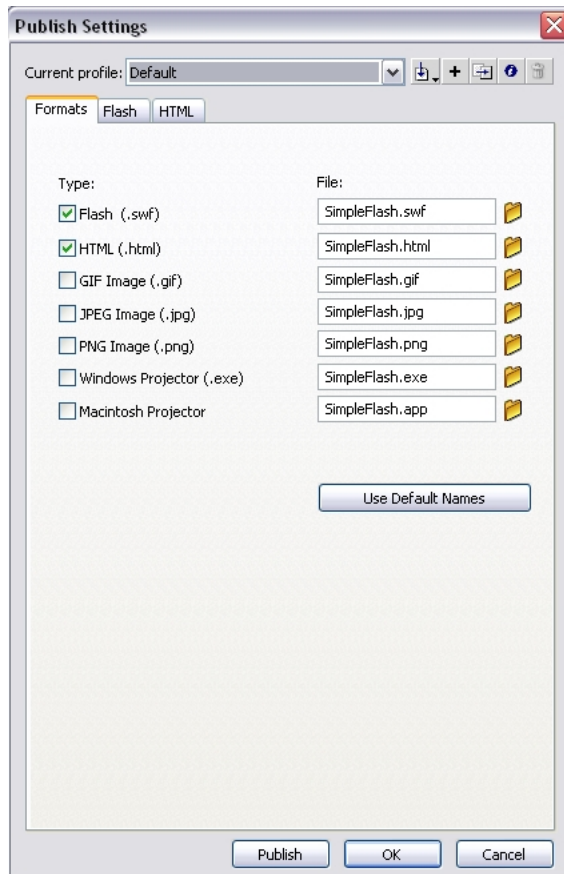 Publish Settings
Current profile: Default
Formats Flash HTML
Type: File:
Flash (.swf) SimpleFlash.swf
HTML (.html) SimpleFlash.html
GIF Image (.gif) SimpleFlash.gif
JPEG Image (.jpg) SimpleFlash.jpg
PNG Image (.png) SimpleFlash.png
Windows Projector (.exe) SimpleFlash.exe
Macintosh Projector SimpleFlash.app
Use Default Names
Publish OK Cancel